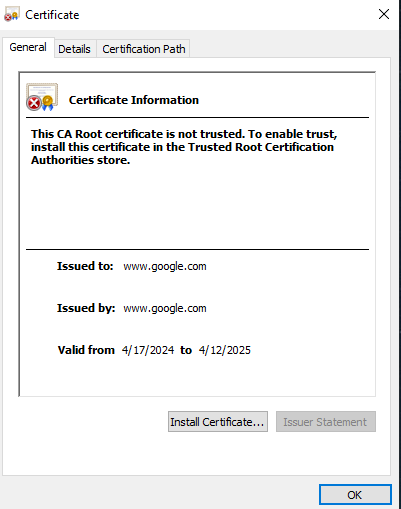 Certificate
General Details Certification Path
Certificate Information
This CA Root certificate is not trusted. To enable trust,
install this certificate in the Trusted Root Certification
Authorities store.
Issued to: www.google.com
Issued by: www.google.com
Valid from 4/17/2024 to 4/12/2025
Install Certificate... Issuer Statement
OK